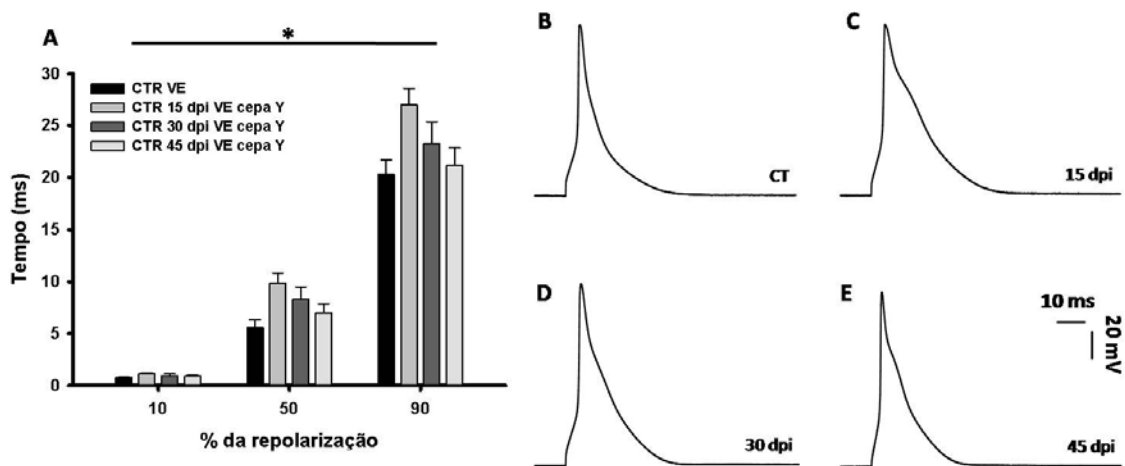 A
*
CTR VE
CTR 15 dpi VE cepa Y
CTR 30 dpi VE cepa Y
CTR 45 dpi VE cepa Y
Tempo (ms)
30
25
20
15
10
5
0
10
50
90
% da repolarização
B
CT
C
15 dpi
D
30 dpi
E
10 ms
20 mV
45 dpi